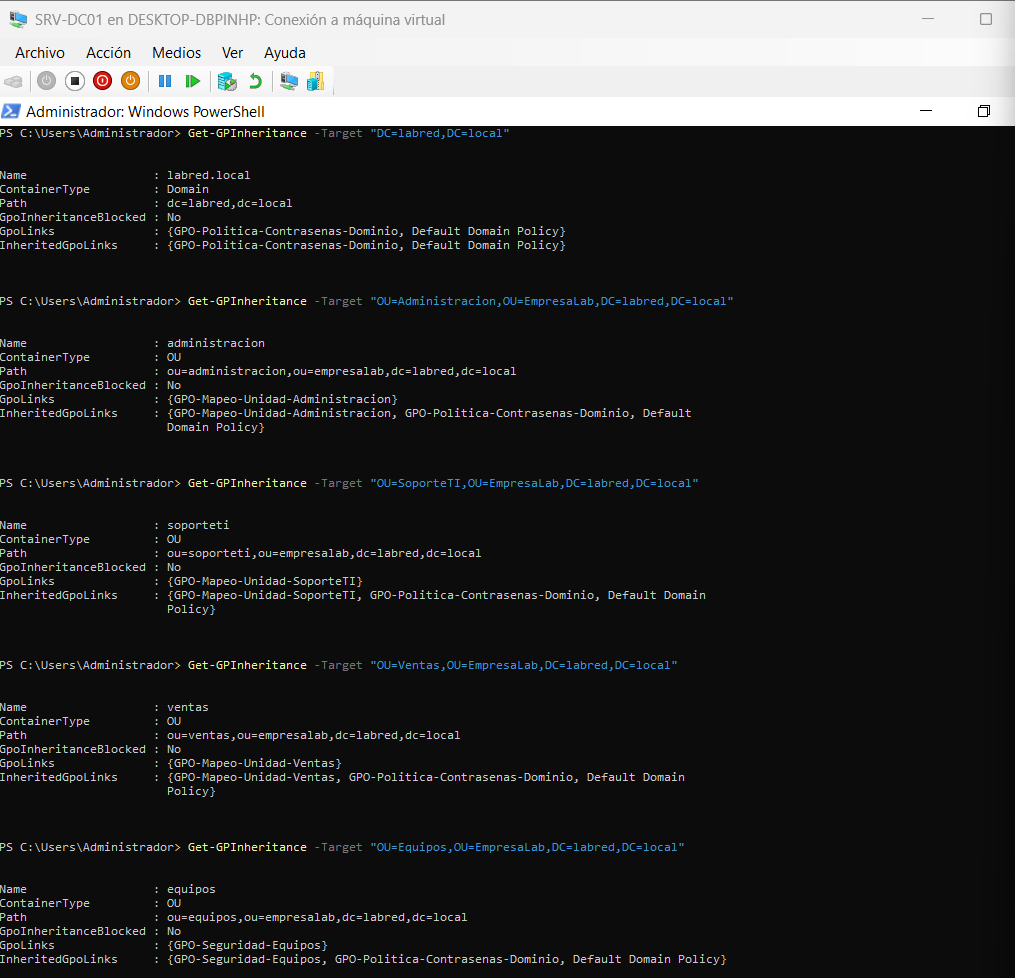 SRV-DC01 en DESKTOP-DBPINHP: Conexión a máquina virtual
Archivo Acción Medios Ver Ayuda
Administrador: Windows PowerShell
PS C:\Users\Administrador> Get-GPInheritance -Target "DC=labred,DC=local"
Name : labred.local
ContainerType : Domain
Path : dc=labred,dc=local
GpoInheritanceBlocked : No
GpoLinks : {GPO-Politica-Contrasenas-Dominio, Default Domain Policy}
InheritedGpoLinks : {GPO-Politica-Contrasenas-Dominio, Default Domain Policy}
PS C:\Users\Administrador> Get-GPInheritance -Target "OU=Administracion,OU=EmpresaLab,DC=labred,DC=local"
Name : administracion
ContainerType : OU
Path : ou=administracion,ou=empresalab,dc=labred,dc=local
GpoInheritanceBlocked : No
GpoLinks : {GPO-Mapeo-Unidad-Administracion}
InheritedGpoLinks : {GPO-Mapeo-Unidad-Administracion, GPO-Politica-Contrasenas-Dominio, Default
Domain Policy}
PS C:\Users\Administrador> Get-GPInheritance -Target "OU=SoporteTI,OU=EmpresaLab,DC=labred,DC=local"
Name : soporteti
ContainerType : OU
Path : ou=soporteti,ou=empresalab,dc=labred,dc=local
GpoInheritanceBlocked : No
GpoLinks : {GPO-Mapeo-Unidad-SoporteTI}
InheritedGpoLinks : {GPO-Mapeo-Unidad-SoporteTI, GPO-Politica-Contrasenas-Dominio, Default Domain
Policy}
PS C:\Users\Administrador> Get-GPInheritance -Target "OU=Ventas,OU=EmpresaLab,DC=labred,DC=local"
Name : ventas
ContainerType : OU
Path : ou=ventas,ou=empresalab,dc=labred,dc=local
GpoInheritanceBlocked : No
GpoLinks : {GPO-Mapeo-Unidad-Ventas}
InheritedGpoLinks : {GPO-Mapeo-Unidad-Ventas, GPO-Politica-Contrasenas-Dominio, Default Domain
Policy}
PS C:\Users\Administrador> Get-GPInheritance -Target "OU=Equipos,OU=EmpresaLab,DC=labred,DC=local"
Name : equipos
ContainerType : OU
Path : ou=equipos,ou=empresalab,dc=labred,dc=local
GpoInheritanceBlocked : No
GpoLinks : {GPO-Seguridad-Equipos}
InheritedGpoLinks : {GPO-Seguridad-Equipos, GPO-Politica-Contrasenas-Dominio, Default Domain Policy}